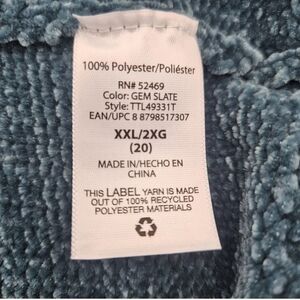 100% Polyester/Poliéster
RN# 52469
Color: GEM SLATE
Style: TTL49331T
EAN/UPC 8 8798517307
XXL/2XG
(20)
MADE IN/HECHO EN
CHINA
THIS LABEL YARN IS MADE
OUT OF 100% RECYCLED
POLYESTER MATERIALS